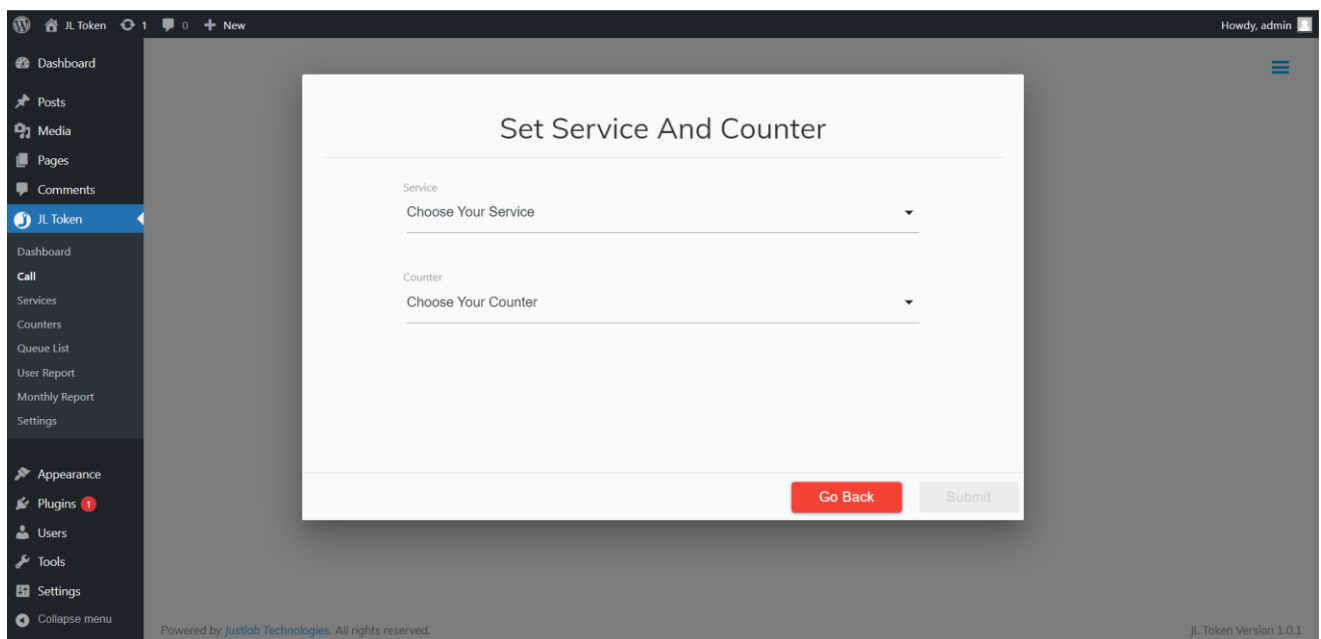 JL Token 1 0 New Howdy, admin
Dashboard
Posts
Media
Pages
Comments
JL Token
Dashboard
Call
Services
Counters
Queue List
User Report
Monthly Report
Settings
Appearance
Plugins 1
Users
Tools
Settings
Collapse menu
Set Service And Counter
Service
Choose Your Service
Counter
Choose Your Counter
Go Back Submit
Powered by Justlab Technologies. All rights reserved. JL Token Version 1.0.1